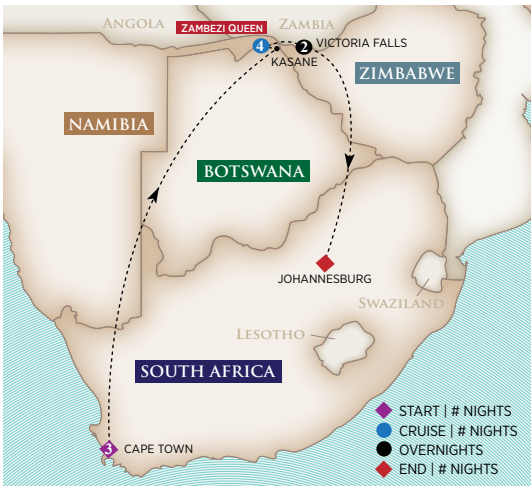 ANGOLA
ZAMBIA
ZAMBEZI QUEEN
4
2
VICTORIA FALLS
KASANE
ZIMBABWE
NAMIBIA
BOTSWANA
JOHANNESBURG
SWAZILAND
LESOTHO
SOUTH AFRICA
3
CAPE TOWN
START | # NIGHTS
CRUISE | # NIGHTS
OVERNIGHTS
END | # NIGHTS